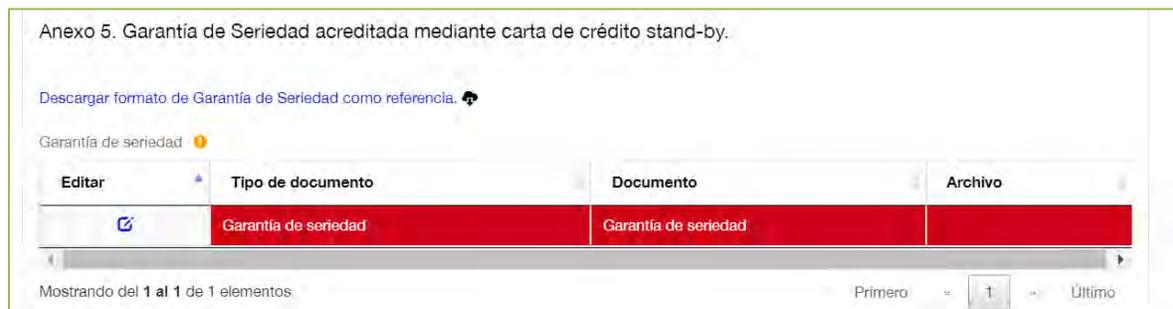 Anexo 5. Garantía de Seriedad acreditada mediante carta de crédito stand-by.
Descargar formato de Garantía de Seriedad como referencia.
Garantía de seriedad
Editar Tipo de documento Documento Archivo
Garantía de seriedad Garantía de seriedad
Mostrando del 1 al 1 de 1 elementos Primero 1 Último